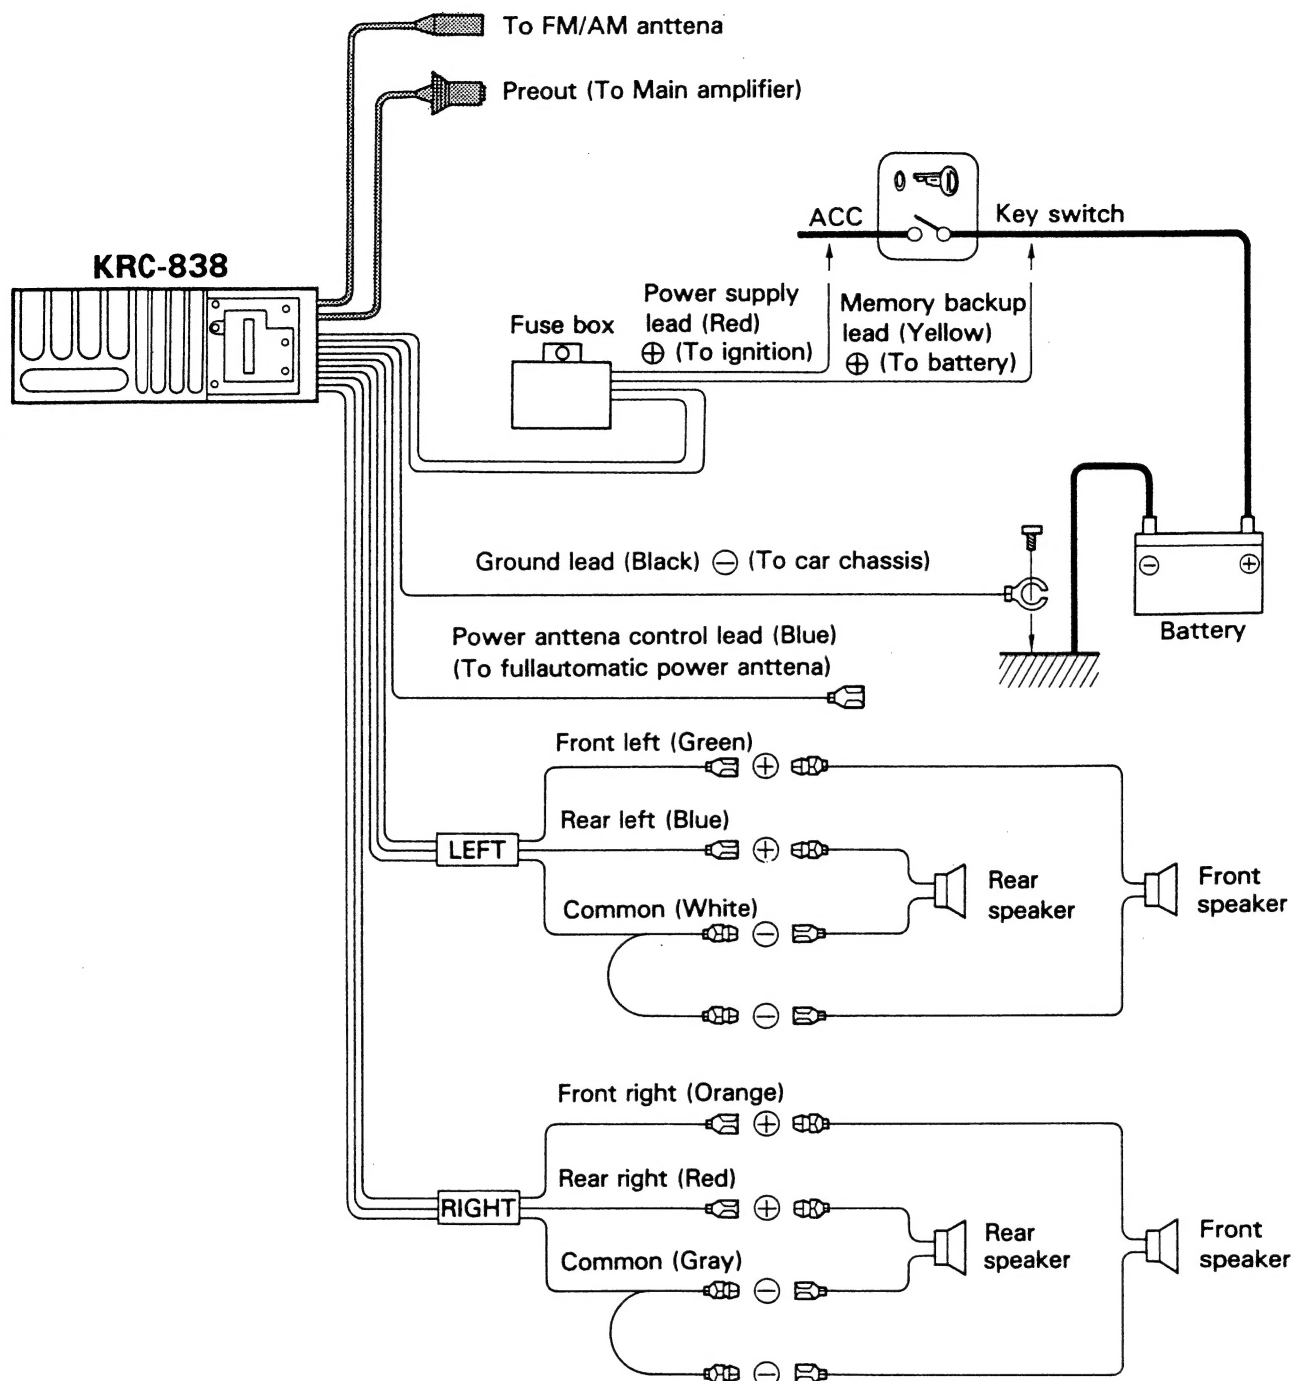 To FM/AM anttena
Preout (To Main amplifier)
ACC
Key switch
KRC-838
Fuse box
Power supply
lead (Red)
⊕ (To ignition)
Memory backup
lead (Yellow)
⊕ (To battery)
Ground lead (Black) ⊖ (To car chassis)
⊖ ⊕
Battery
Power anttena control lead (Blue)
(To fullautomatic power anttena)
Front left (Green)
⊕
Rear left (Blue)
LEFT
⊕
Rear
speaker
Front
speaker
Common (White)
⊖
⊖
Front right (Orange)
⊕
Rear right (Red)
RIGHT
⊕
Rear
speaker
Front
speaker
Common (Gray)
⊖
⊖